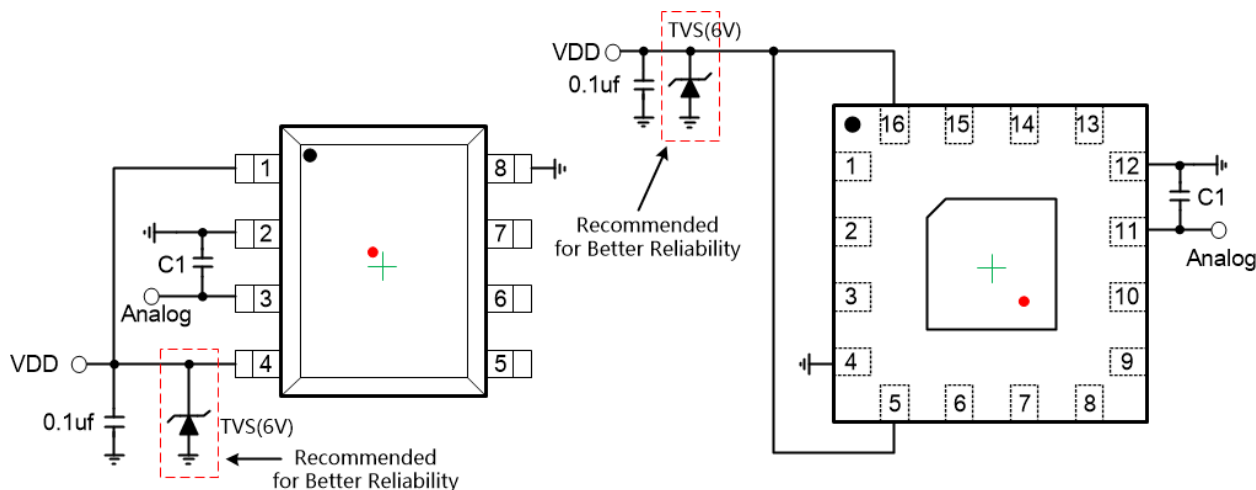 1
2
3
4
8
7
6
5
C1
Analog
VDD
0.1uf
TVS(6V)
Recommended
for Better Reliability
TVS(6V)
VDD
0.1uf
Recommended
for Better Reliability
16 15 14 13
1
2
3
4
12
11
10
9
5 6 7 8
C1
Analog